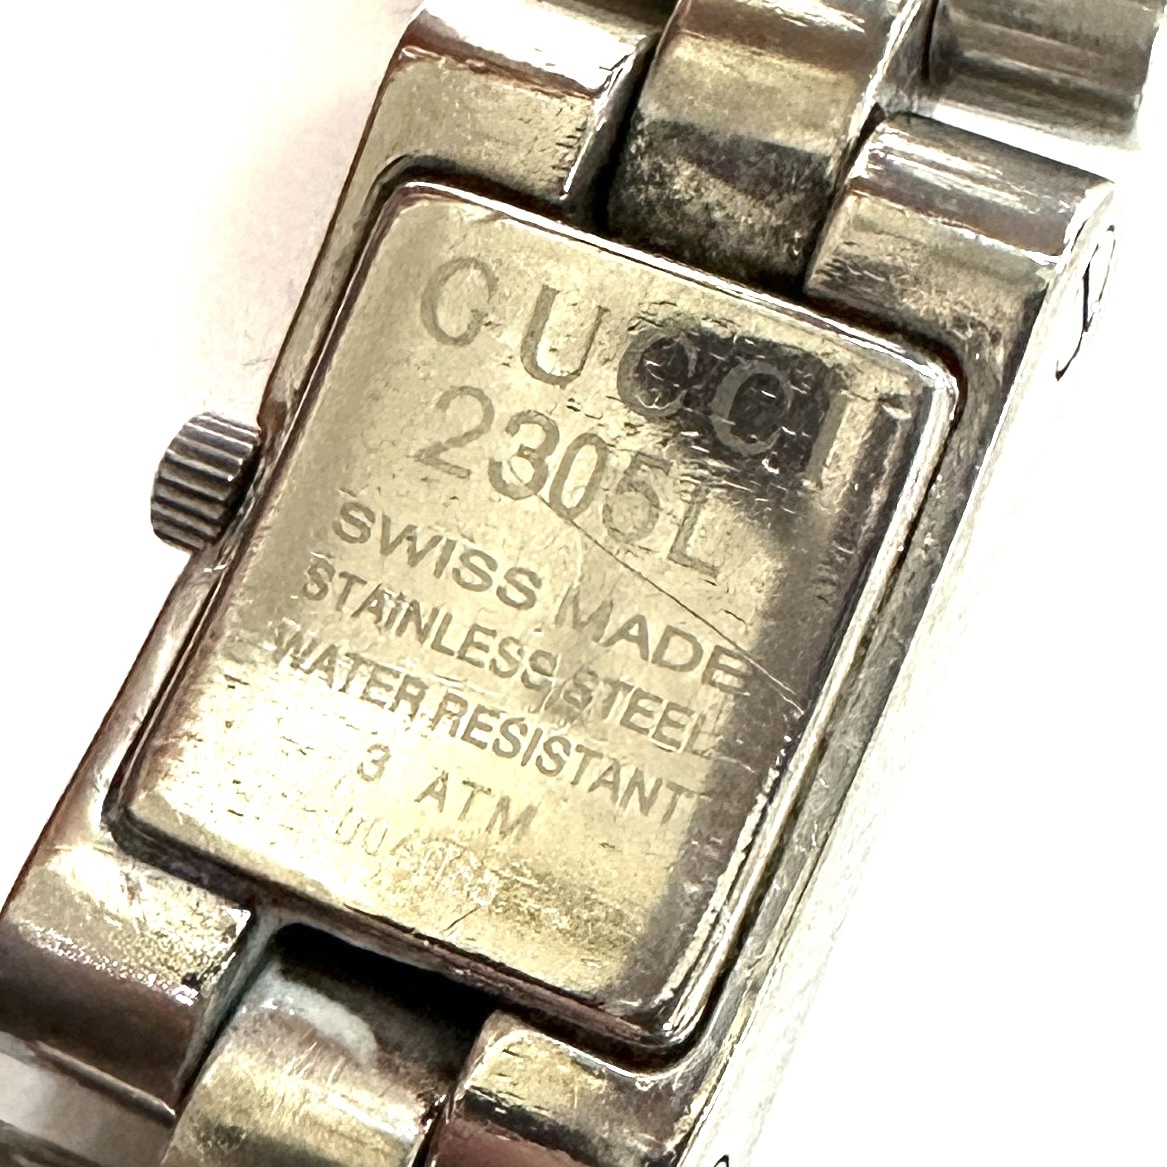 GUCCI
2305L
SWISS MADE
STAINLESS STEEL
WATER RESISTANT
3 ATM